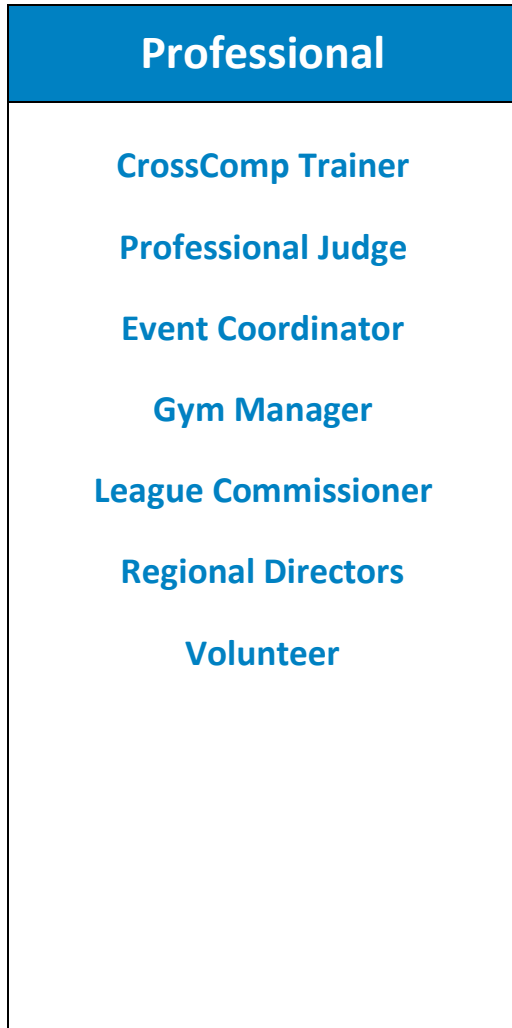 Professional
CrossComp Trainer
Professional Judge
Event Coordinator
Gym Manager
League Commissioner
Regional Directors
Volunteer